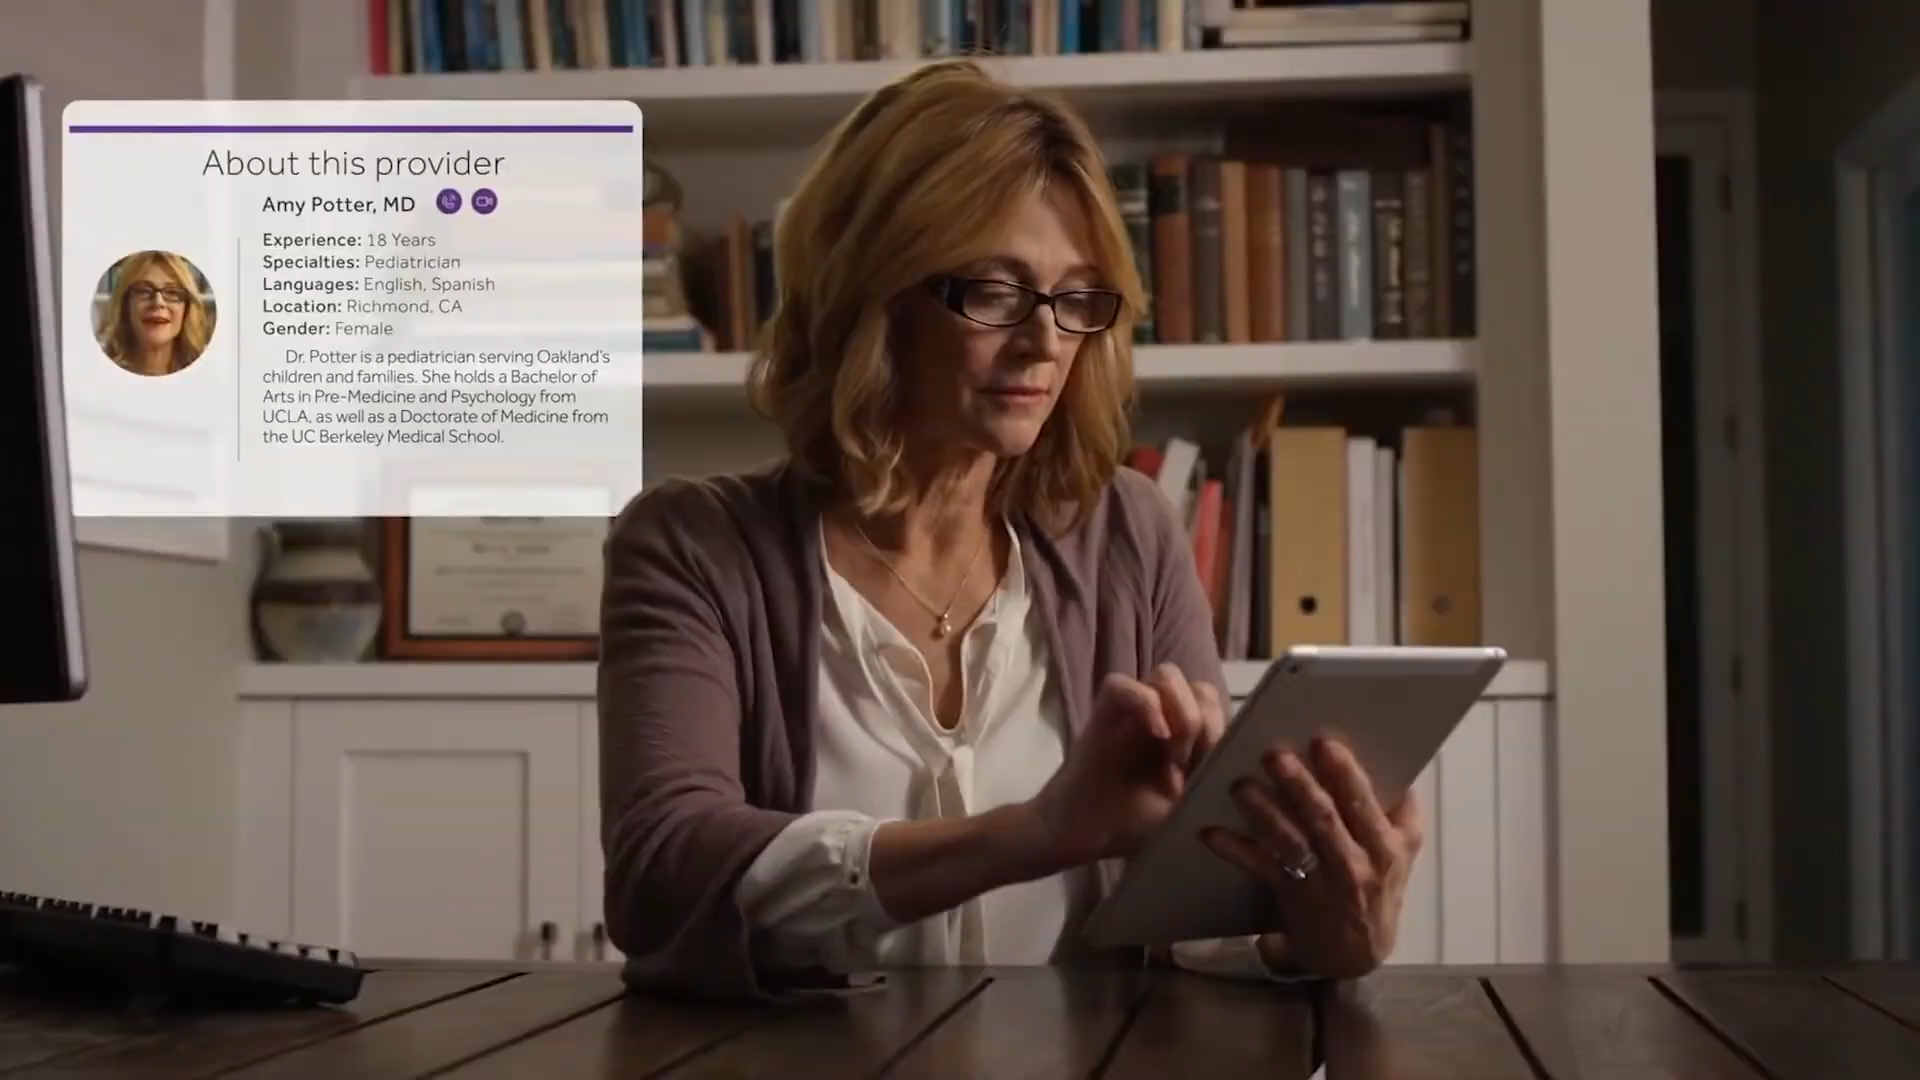 About this provider
Amy Potter, MD
Experience: 18 Years
Specialties: Pediatrician
Languages: English, Spanish
Location: Richmond, CA
Gender: Female
Dr. Potter is a pediatrician serving Oakland's
children and families. She holds a Bachelor of
Arts in Pre-Medicine and Psychology from
UCLA, as well as a Doctorate of Medicine from
the UC Berkeley Medical School.